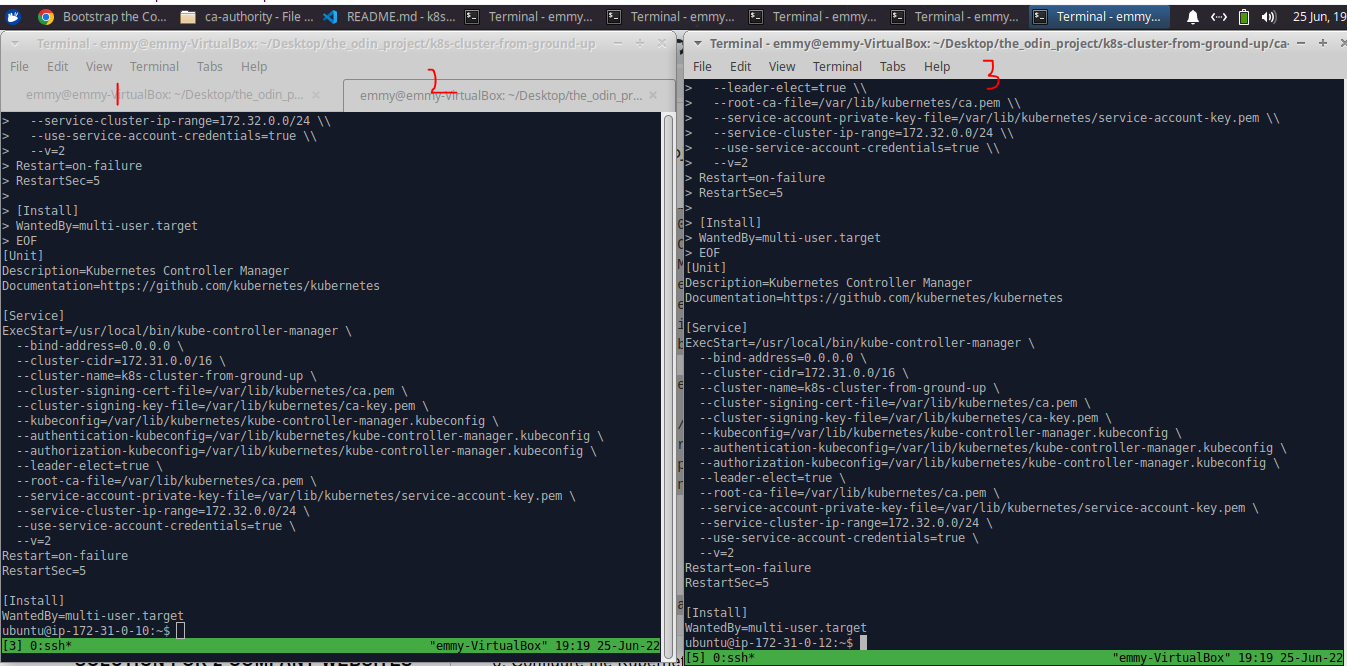 Bootstrap the Co...
ca-authority - File ...
README.md - k8s...
Terminal - emmy...
Terminal - emmy...
Terminal - emmy...
Terminal - emmy...
Terminal - emmy...
25 Jun, 19
Terminal - emmy@emmy-VirtualBox: ~/Desktop/the_odin_project/k8s-cluster-from-ground-up
File Edit View Terminal Tabs Help
1
2
emmy@emmy-VirtualBox: ~/Desktop/the_odin_p...
emmy@emmy-VirtualBox: ~/Desktop/the_odin_pr...
>   --service-cluster-ip-range=172.32.0.0/24 \\
>   --use-service-account-credentials=true \\
>   --v=2
> Restart=on-failure
> RestartSec=5
>
> [Install]
> WantedBy=multi-user.target
> EOF
[Unit]
Description=Kubernetes Controller Manager
Documentation=https://github.com/kubernetes/kubernetes
[Service]
ExecStart=/usr/local/bin/kube-controller-manager \
  --bind-address=0.0.0.0 \
  --cluster-cidr=172.31.0.0/16 \
  --cluster-name=k8s-cluster-from-ground-up \
  --cluster-signing-cert-file=/var/lib/kubernetes/ca.pem \
  --cluster-signing-key-file=/var/lib/kubernetes/ca-key.pem \
  --kubeconfig=/var/lib/kubernetes/kube-controller-manager.kubeconfig \
  --authentication-kubeconfig=/var/lib/kubernetes/kube-controller-manager.kubeconfig \
  --authorization-kubeconfig=/var/lib/kubernetes/kube-controller-manager.kubeconfig \
  --leader-elect=true \
  --root-ca-file=/var/lib/kubernetes/ca.pem \
  --service-account-private-key-file=/var/lib/kubernetes/service-account-key.pem \
  --service-cluster-ip-range=172.32.0.0/24 \
  --use-service-account-credentials=true \
  --v=2
Restart=on-failure
RestartSec=5
[Install]
WantedBy=multi-user.target
ubuntu@ip-172-31-0-10:~$
[3] 0:ssh* "emmy-VirtualBox" 19:19 25-Jun-22
Terminal - emmy@emmy-VirtualBox: ~/Desktop/the_odin_project/k8s-cluster-from-ground-up/ca-
File Edit View Terminal Tabs Help
3
>   --leader-elect=true \\
>   --root-ca-file=/var/lib/kubernetes/ca.pem \\
>   --service-account-private-key-file=/var/lib/kubernetes/service-account-key.pem \\
>   --service-cluster-ip-range=172.32.0.0/24 \\
>   --use-service-account-credentials=true \\
>   --v=2
> Restart=on-failure
> RestartSec=5
>
> [Install]
> WantedBy=multi-user.target
> EOF
[Unit]
Description=Kubernetes Controller Manager
Documentation=https://github.com/kubernetes/kubernetes
[Service]
ExecStart=/usr/local/bin/kube-controller-manager \
  --bind-address=0.0.0.0 \
  --cluster-cidr=172.31.0.0/16 \
  --cluster-name=k8s-cluster-from-ground-up \
  --cluster-signing-cert-file=/var/lib/kubernetes/ca.pem \
  --cluster-signing-key-file=/var/lib/kubernetes/ca-key.pem \
  --kubeconfig=/var/lib/kubernetes/kube-controller-manager.kubeconfig \
  --authentication-kubeconfig=/var/lib/kubernetes/kube-controller-manager.kubeconfig \
  --authorization-kubeconfig=/var/lib/kubernetes/kube-controller-manager.kubeconfig \
  --leader-elect=true \
  --root-ca-file=/var/lib/kubernetes/ca.pem \
  --service-account-private-key-file=/var/lib/kubernetes/service-account-key.pem \
  --service-cluster-ip-range=172.32.0.0/24 \
  --use-service-account-credentials=true \
  --v=2
Restart=on-failure
RestartSec=5
[Install]
WantedBy=multi-user.target
ubuntu@ip-172-31-0-12:~$
[5] 0:ssh* "emmy-VirtualBox" 19:19 25-Jun-22